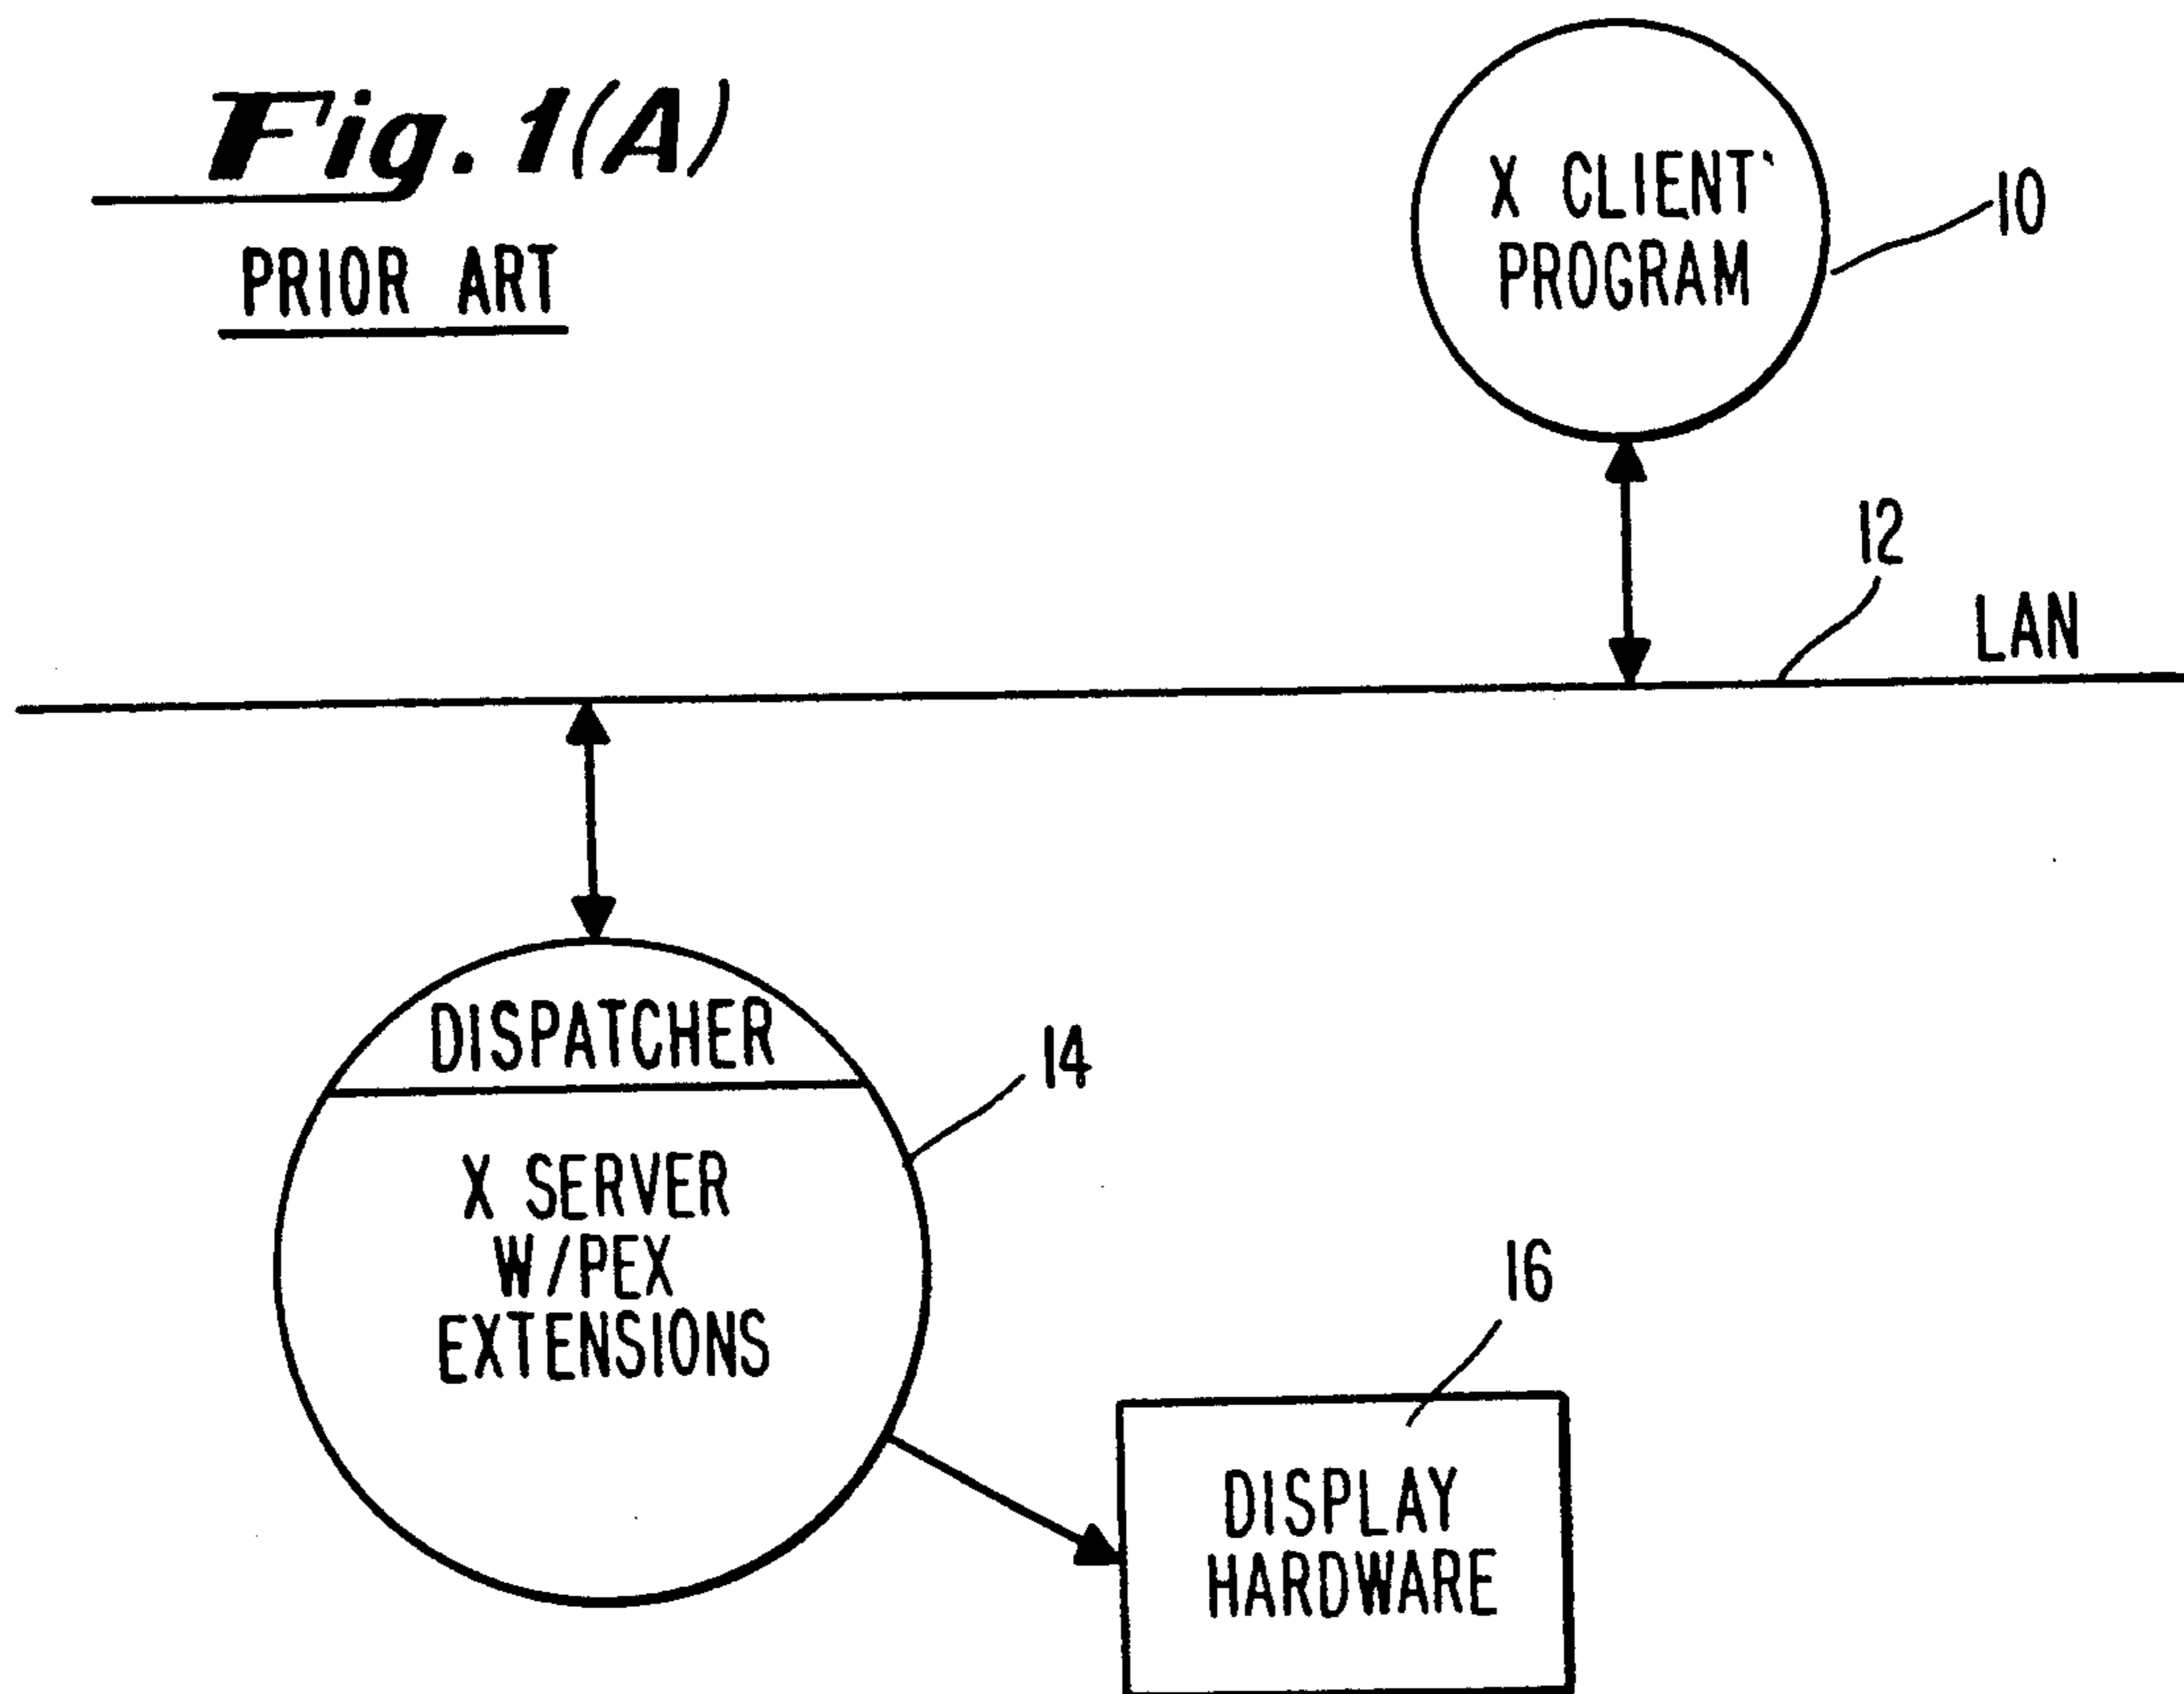 Fig. 1(A)
PRIOR ART
X CLIENT
PROGRAM
10
12
LAN
DISPATCHER
14
X SERVER
W/PEX
EXTENSIONS
16
DISPLAY
HARDWARE